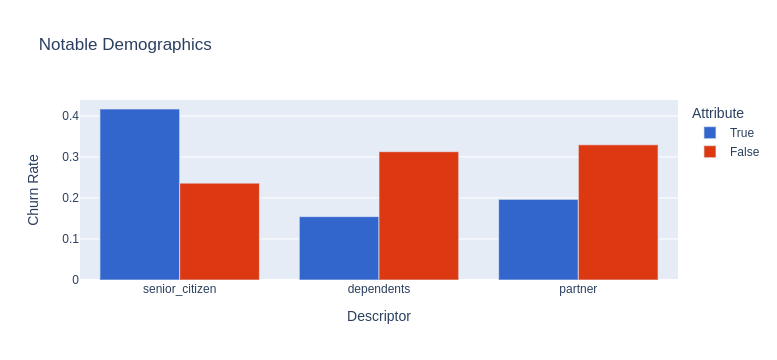 Notable Demographics
Attribute
True
False
Churn Rate
0.4
0.3
0.2
0.1
0
senior_citizen
dependents
partner
Descriptor